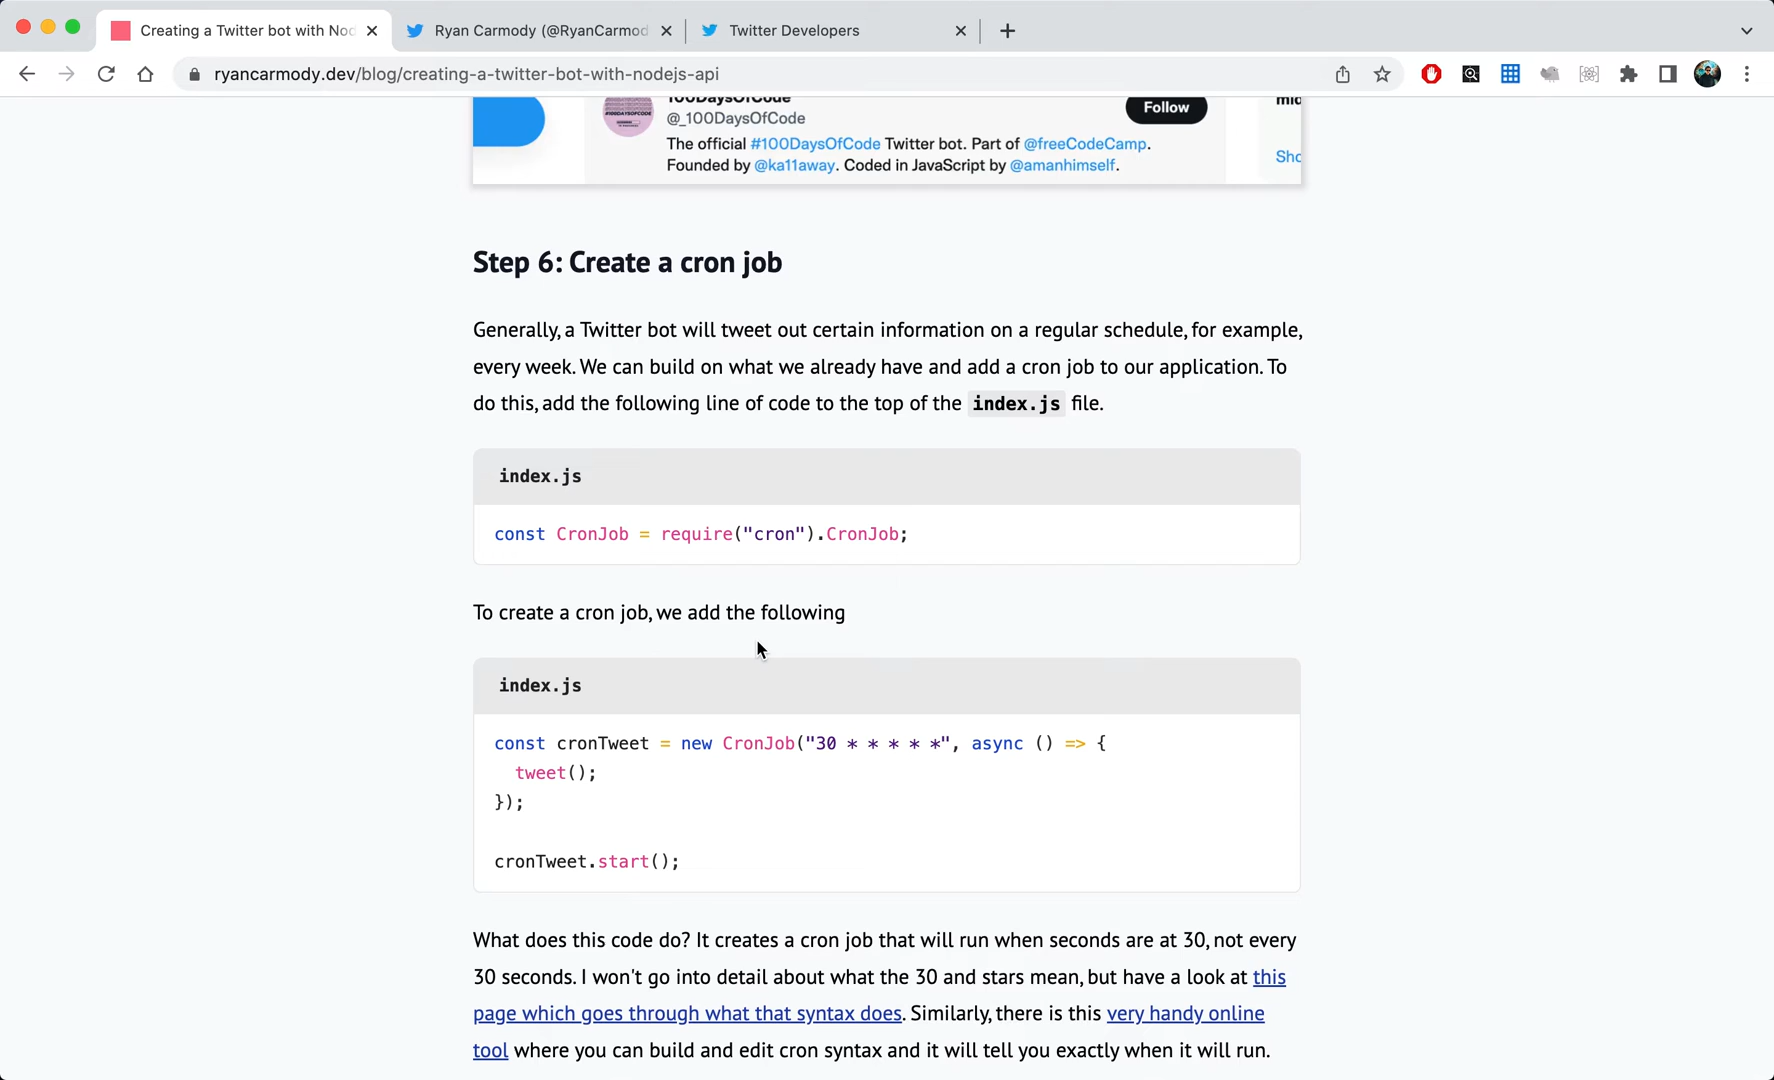 Creating a Twitter bot with Nod
Ryan Carmody (@RyanCarmod
Twitter Developers
ryancarmody.dev/blog/creating-a-twitter-bot-with-nodejs-api
100DaysOfCode
Follow
@_100DaysOfCode
The official #100DaysOfCode Twitter bot. Part of @freeCodeCamp.
Sho
Founded by @ka11away. Coded in JavaScript by @amanhimself.
Step 6: Create a cron job
Generally, a Twitter bot will tweet out certain information on a regular schedule, for example,
every week. We can build on what we already have and add a cron job to our application. To
do this, add the following line of code to the top of the index.js file.
index.js
const CronJob = require("cron").CronJob;
To create a cron job, we add the following
index.js
const cronTweet = new CronJob("30 * * * * *", async () => {
tweet();
});
cronTweet.start();
What does this code do? It creates a cron job that will run when seconds are at 30, not every
30 seconds. I won't go into detail about what the 30 and stars mean, but have a look at this
page which goes through what that syntax does. Similarly, there is this very handy online
tool where you can build and edit cron syntax and it will tell you exactly when it will run.